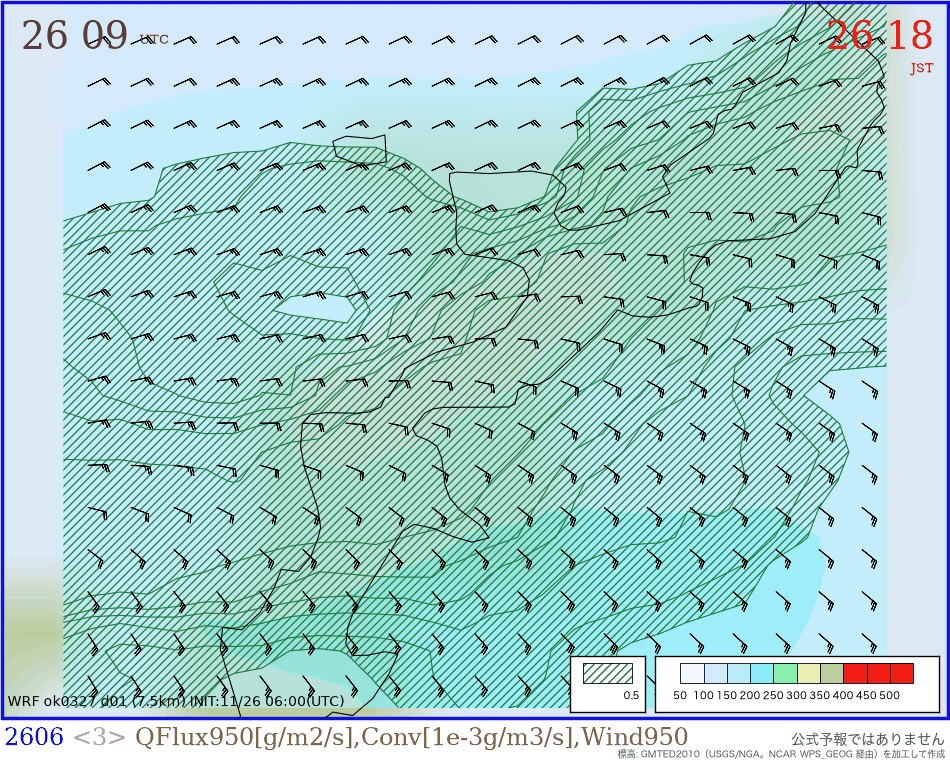 26 09 UTC
26 18
JST
0.5
50 100 150 200 250 300 350 400 450 500
WRF ok0327 d01 (7.5km) INIT:11/26 06:00(UTC)
2606 <3> QFlux950[g/m2/s],Conv[1e-3g/m3/s],Wind950
公式予報ではありません
標高: GMTED2010（USGS/NGA。NCAR WPS_GEOG 経由）を加工して作成